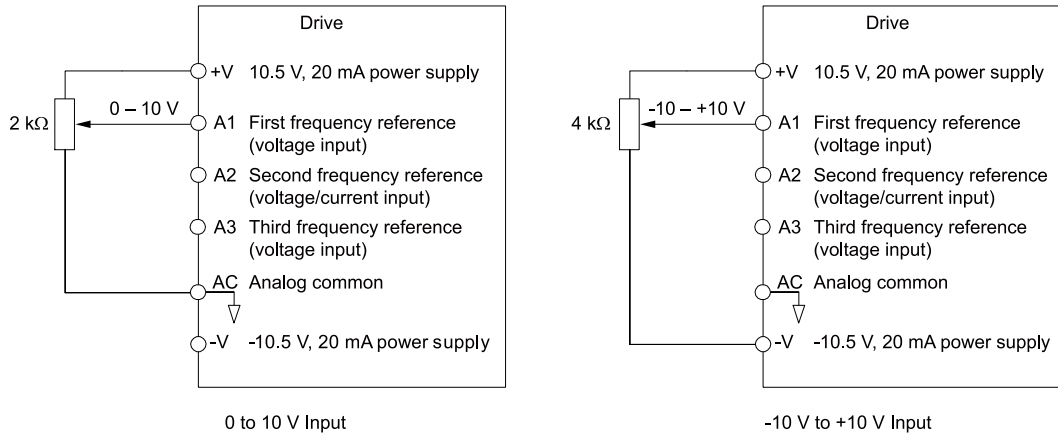 Drive
+V 10.5 V, 20 mA power supply
0 – 10 V
2 kΩ
A1 First frequency reference
(voltage input)
A2 Second frequency reference
(voltage/current input)
A3 Third frequency reference
(voltage input)
AC Analog common
-V -10.5 V, 20 mA power supply
0 to 10 V Input
Drive
+V 10.5 V, 20 mA power supply
-10 – +10 V
4 kΩ
A1 First frequency reference
(voltage input)
A2 Second frequency reference
(voltage/current input)
A3 Third frequency reference
(voltage input)
AC Analog common
-V -10.5 V, 20 mA power supply
-10 V to +10 V Input